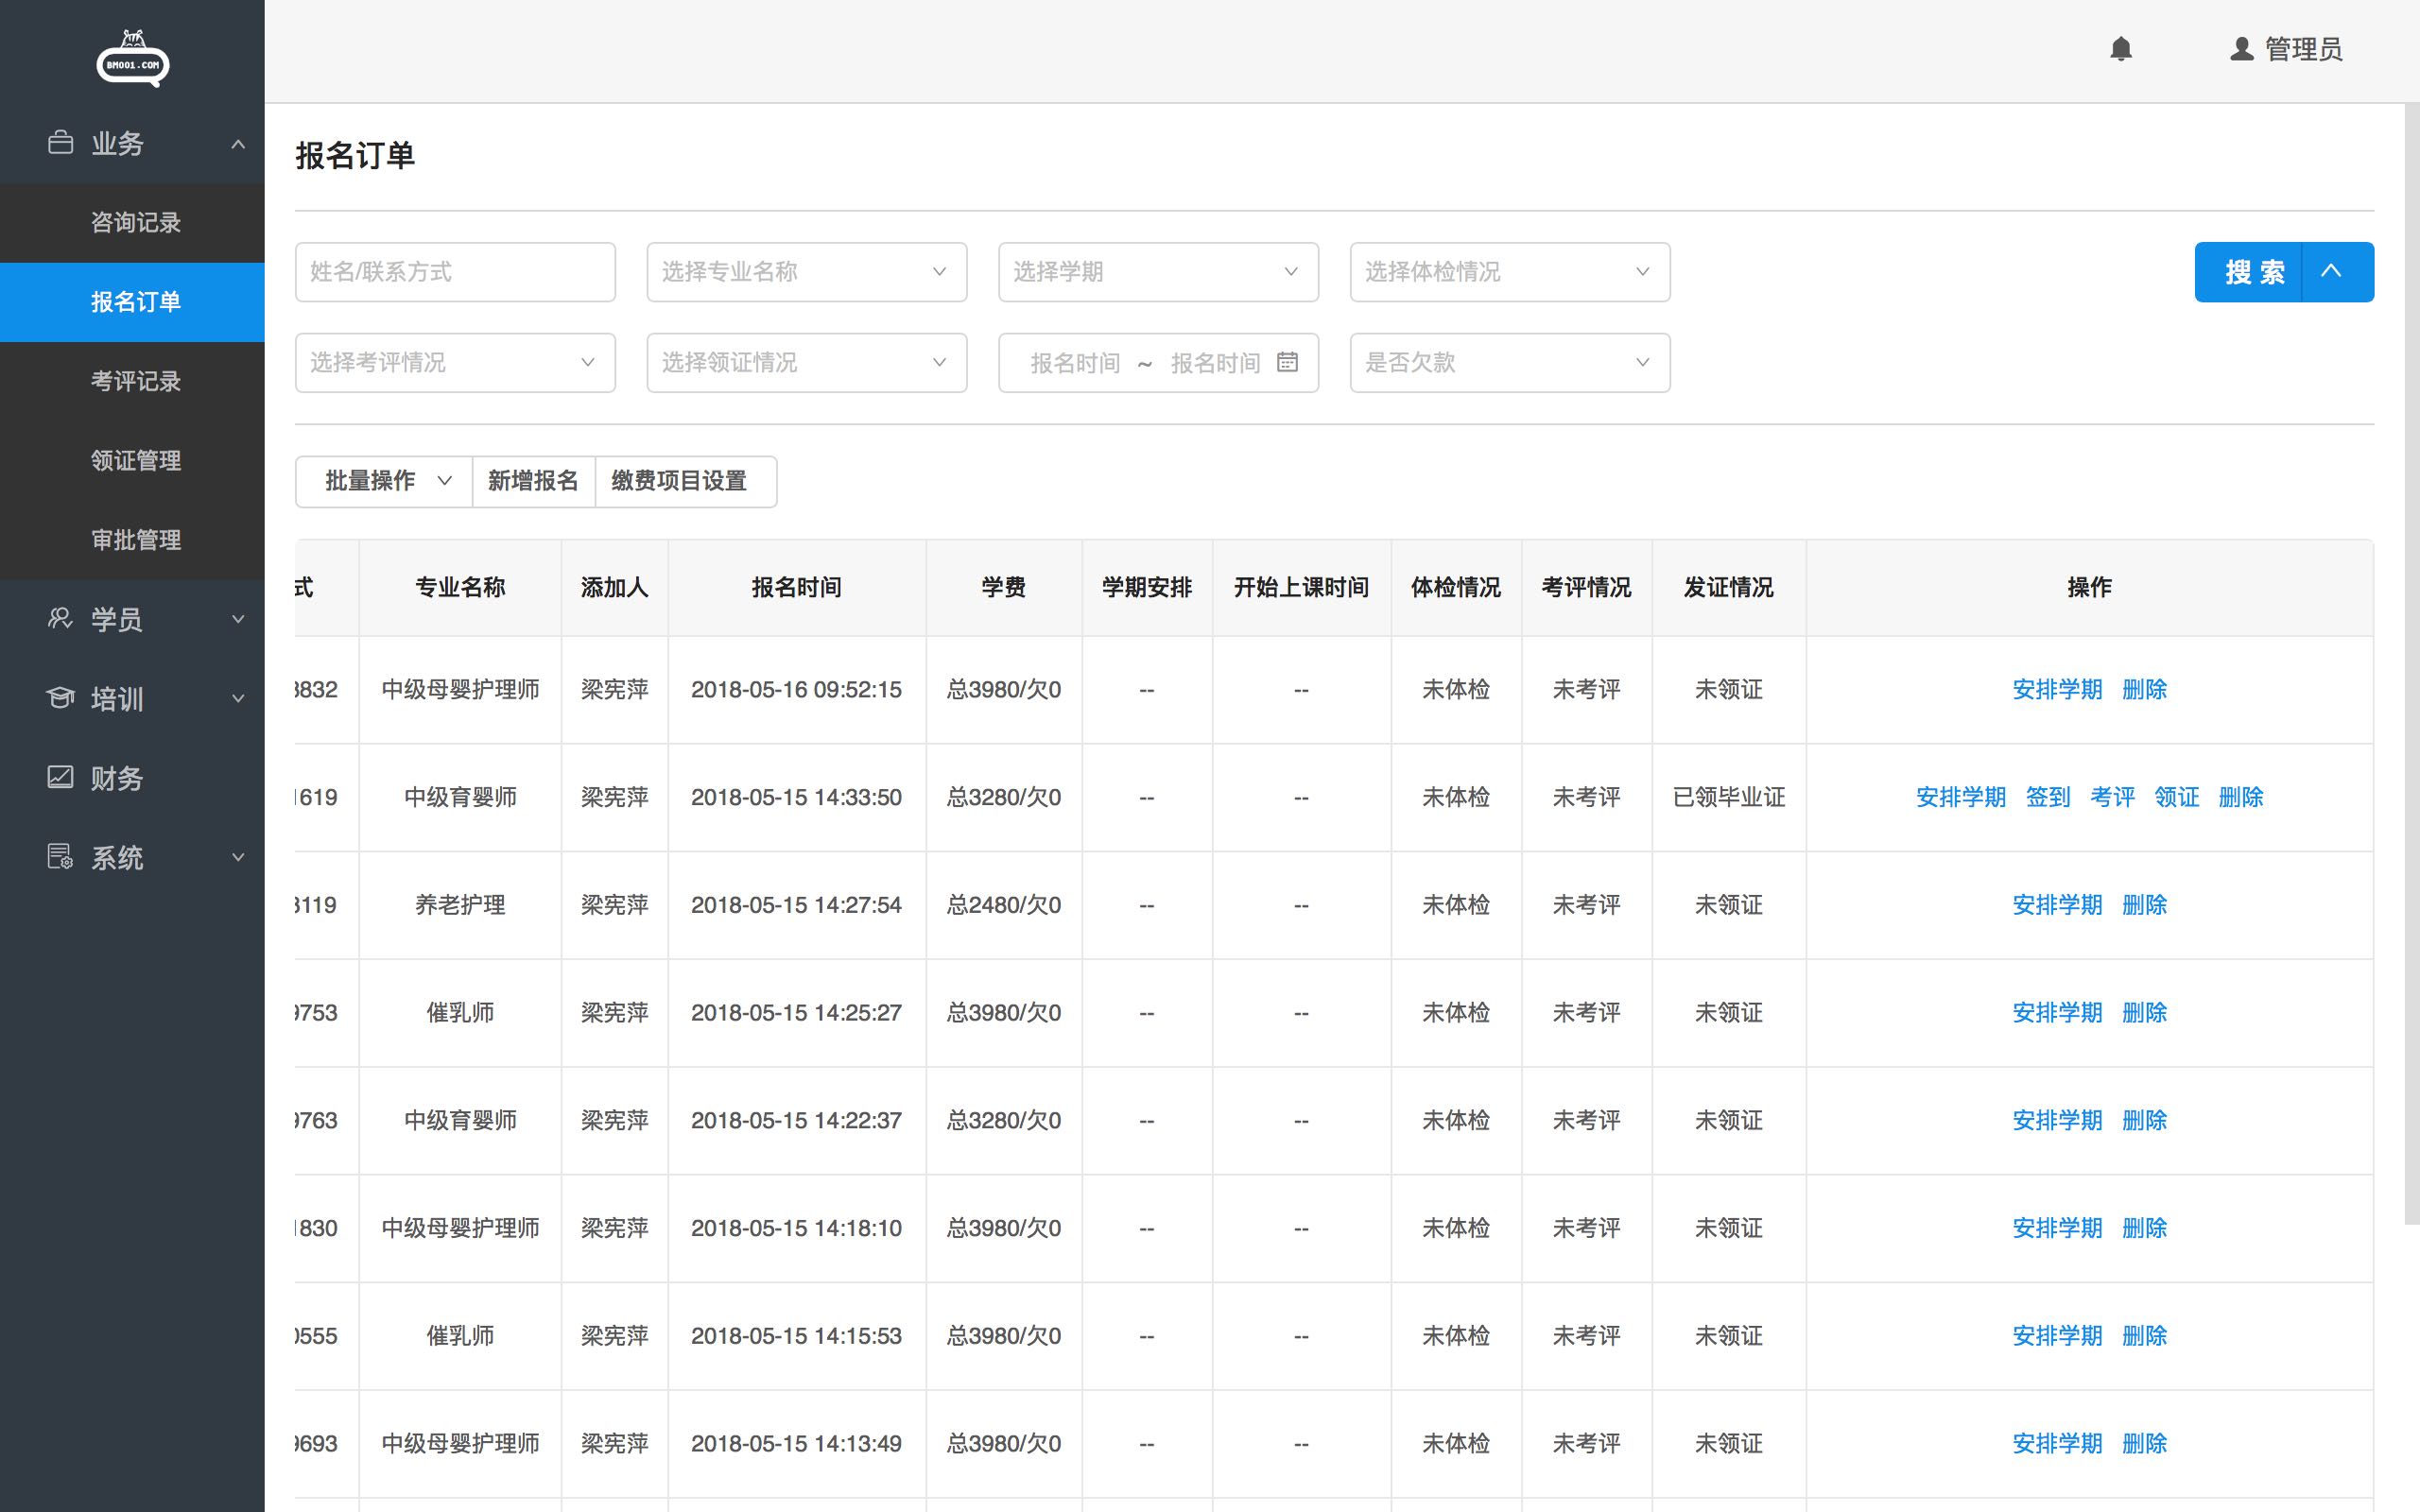 BM001.COM
管理员
业务
咨询记录
报名订单
考评记录
领证管理
审批管理
学员
培训
财务
系统
报名订单
姓名/联系方式 选择专业名称 选择学期 选择体检情况 搜 索
选择考评情况 选择领证情况 报名时间 ~ 报名时间 是否欠款
批量操作 新增报名 缴费项目设置
式 专业名称 添加人 报名时间 学费 学期安排 开始上课时间 体检情况 考评情况 发证情况 操作
3832 中级母婴护理师 梁宪萍 2018-05-16 09:52:15 总3980/欠0 -- -- 未体检 未考评 未领证 安排学期 删除
1619 中级育婴师 梁宪萍 2018-05-15 14:33:50 总3280/欠0 -- -- 未体检 未考评 已领毕业证 安排学期 签到 考评 领证 删除
3119 养老护理 梁宪萍 2018-05-15 14:27:54 总2480/欠0 -- -- 未体检 未考评 未领证 安排学期 删除
9753 催乳师 梁宪萍 2018-05-15 14:25:27 总3980/欠0 -- -- 未体检 未考评 未领证 安排学期 删除
9763 中级育婴师 梁宪萍 2018-05-15 14:22:37 总3280/欠0 -- -- 未体检 未考评 未领证 安排学期 删除
1830 中级母婴护理师 梁宪萍 2018-05-15 14:18:10 总3980/欠0 -- -- 未体检 未考评 未领证 安排学期 删除
0555 催乳师 梁宪萍 2018-05-15 14:15:53 总3980/欠0 -- -- 未体检 未考评 未领证 安排学期 删除
9693 中级母婴护理师 梁宪萍 2018-05-15 14:13:49 总3980/欠0 -- -- 未体检 未考评 未领证 安排学期 删除